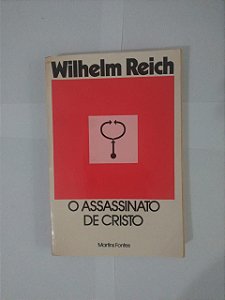 Wilhelm Reich
O ASSASSINATO
DE CRISTO
Martins Fontes